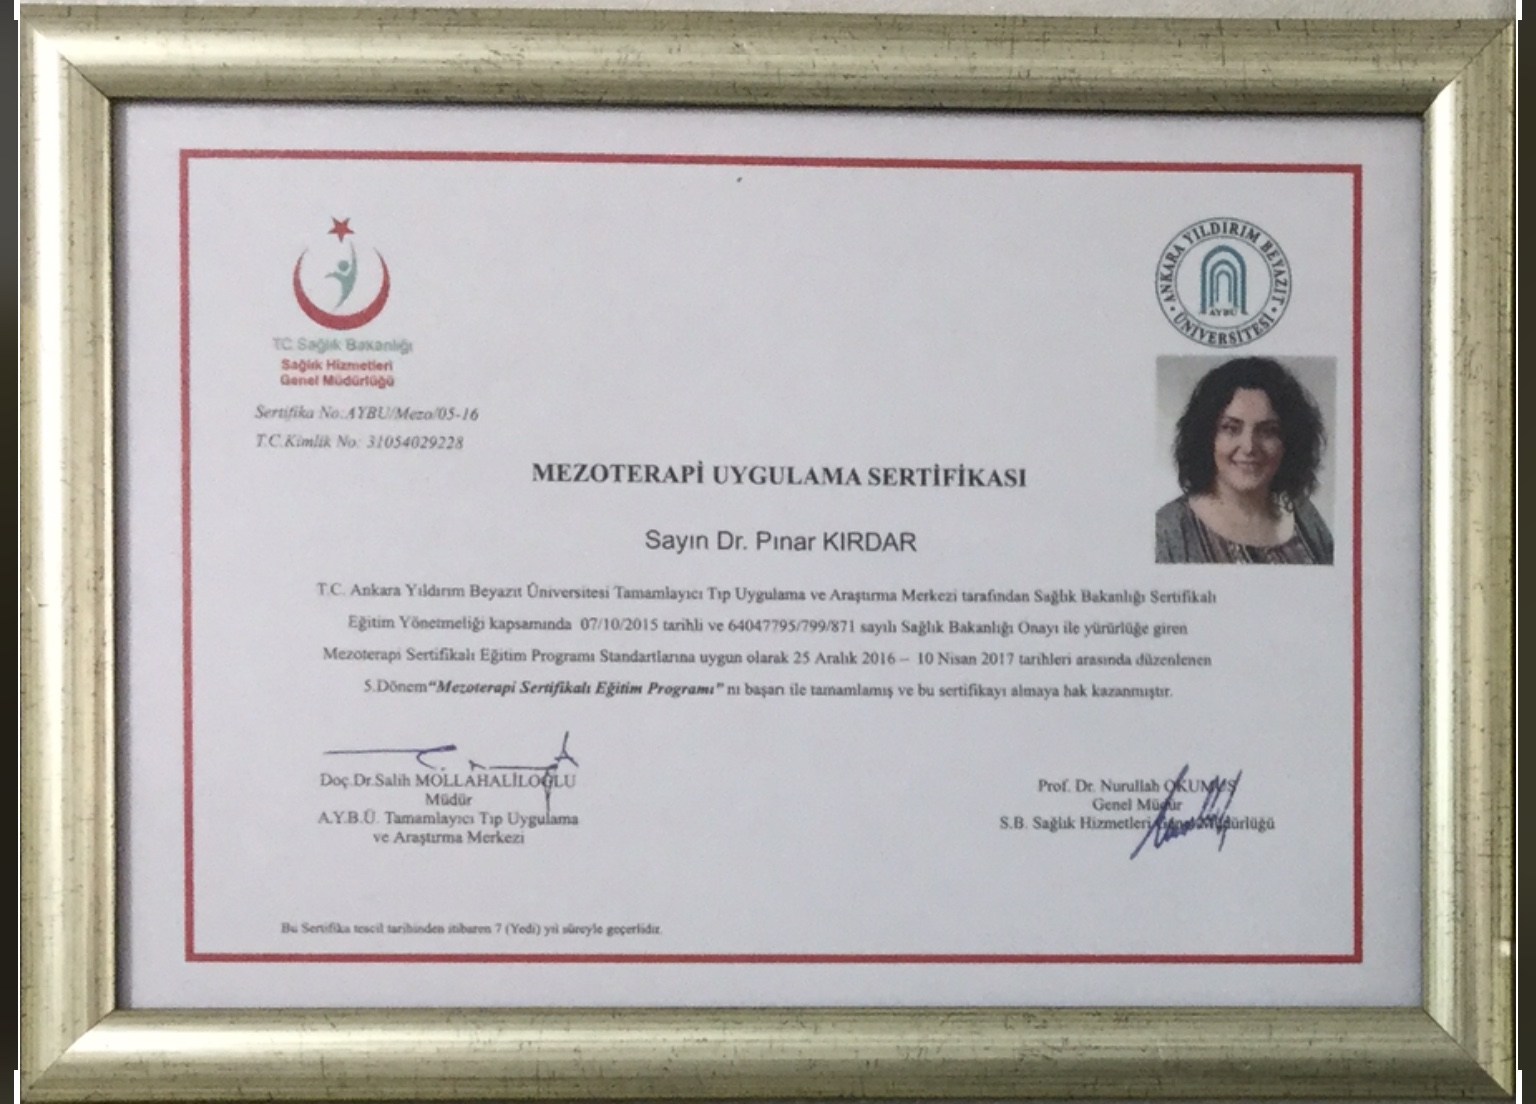 ANKARA YILDIRIM BEYAZIT
ÜNİVERSİTESİ
AYBÜ
T.C. Sağlık Bakanlığı
Sağlık Hizmetleri
Genel Müdürlüğü
Sertifika No:AYBU/Mezo/05-16
T.C.Kimlik No: 31054029228
MEZOTERAPİ UYGULAMA SERTİFİKASI
Sayın Dr. Pınar KIRDAR
T.C. Ankara Yıldırım Beyazıt Üniversitesi Tamamlayıcı Tıp Uygulama ve Araştırma Merkezi tarafından Sağlık Bakanlığı Sertifikalı
Eğitim Yönetmeliği kapsamında 07/10/2015 tarihli ve 64047795/799/871 sayılı Sağlık Bakanlığı Onayı ile yürürlüğe giren
Mezoterapi Sertifikalı Eğitim Programı Standartlarına uygun olarak 25 Aralık 2016 – 10 Nisan 2017 tarihleri arasında düzenlenen
5.Dönem“Mezoterapi Sertifikalı Eğitim Programı” nı başarı ile tamamlamış ve bu sertifikayı almaya hak kazanmıştır.
Doç.Dr.Salih MOLLAHALİLOĞLU
Müdür
A.Y.B.Ü. Tamamlayıcı Tıp Uygulama
ve Araştırma Merkezi
Prof. Dr. Nurullah OKUMUŞ
Genel Müdür
S.B. Sağlık Hizmetleri Genel Müdürlüğü
Bu Sertifika tescil tarihinden itibaren 7 (Yedi) yıl süreyle geçerlidir.